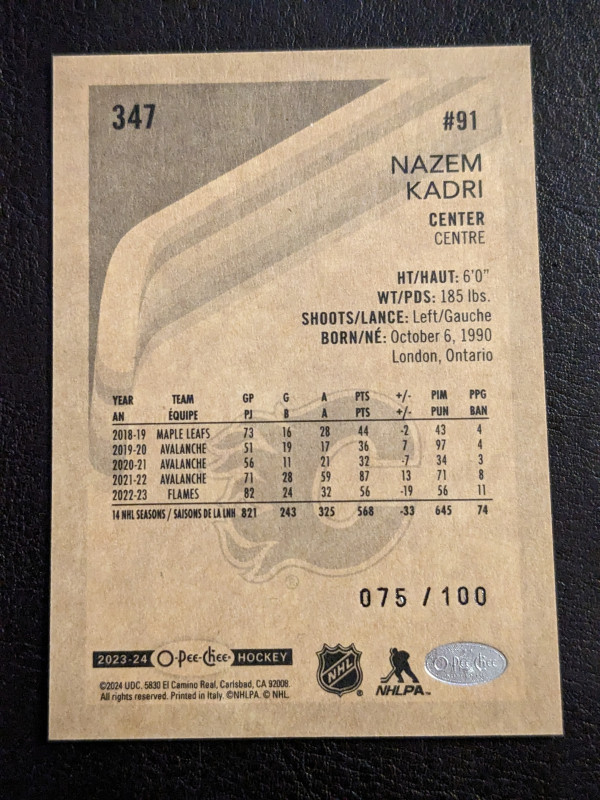 347
#91
NAZEM
KADRI
CENTER
CENTRE
HT/HAUT: 6'0"
WT/PDS: 185 lbs.
SHOOTS/LANCE: Left/Gauche
BORN/NÉ: October 6, 1990
London, Ontario
YEAR TEAM GP G A PTS +/- PIM PPG
AN ÉQUIPE PJ B A PTS +/- PUN BAN
2018-19 MAPLE LEAFS 73 16 28 44 -2 43 4
2019-20 AVALANCHE 51 19 17 36 7 97 4
2020-21 AVALANCHE 56 11 21 32 -7 34 3
2021-22 AVALANCHE 71 28 59 87 13 71 8
2022-23 FLAMES 82 24 32 56 -19 56 11
14 NHL SEASONS / SAISONS DE LA LNH 821 243 325 568 -33 645 74
075 / 100
2023-24 O-Pee-Chee HOCKEY
NHL
NHLPA™
O-Pee-Chee
©2024 UDC. 5830 El Camino Real, Carlsbad, CA 92008.
All rights reserved. Printed in Italy. ©NHLPA. © NHL.